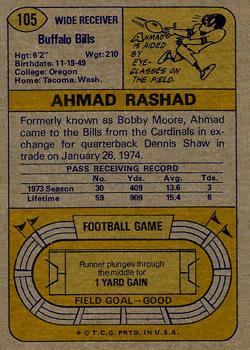 105
WIDE RECEIVER
Buffalo Bills
Hgt: 6'2" Wgt: 210
Birthdate: 11-19-49
College: Oregon
Home: Tacoma, Wash.
AHMAD IS AIDED BY EYE-GLASSES ON THE FIELD.
AHMAD RASHAD
Formerly known as Bobby Moore, Ahmad
came to the Bills from the Cardinals in ex-
change for quarterback Dennis Shaw in
trade on January 26, 1974.
PASS RECEIVING RECORD
No. Yds. Avg. Tds.
1973 Season 30 409 13.6 3
Lifetime 59 909 15.4 6
FOOTBALL GAME
Runner plunges through
the middle for
1 YARD GAIN
FIELD GOAL—GOOD
* © T.C.G. PRTD. IN U.S.A.